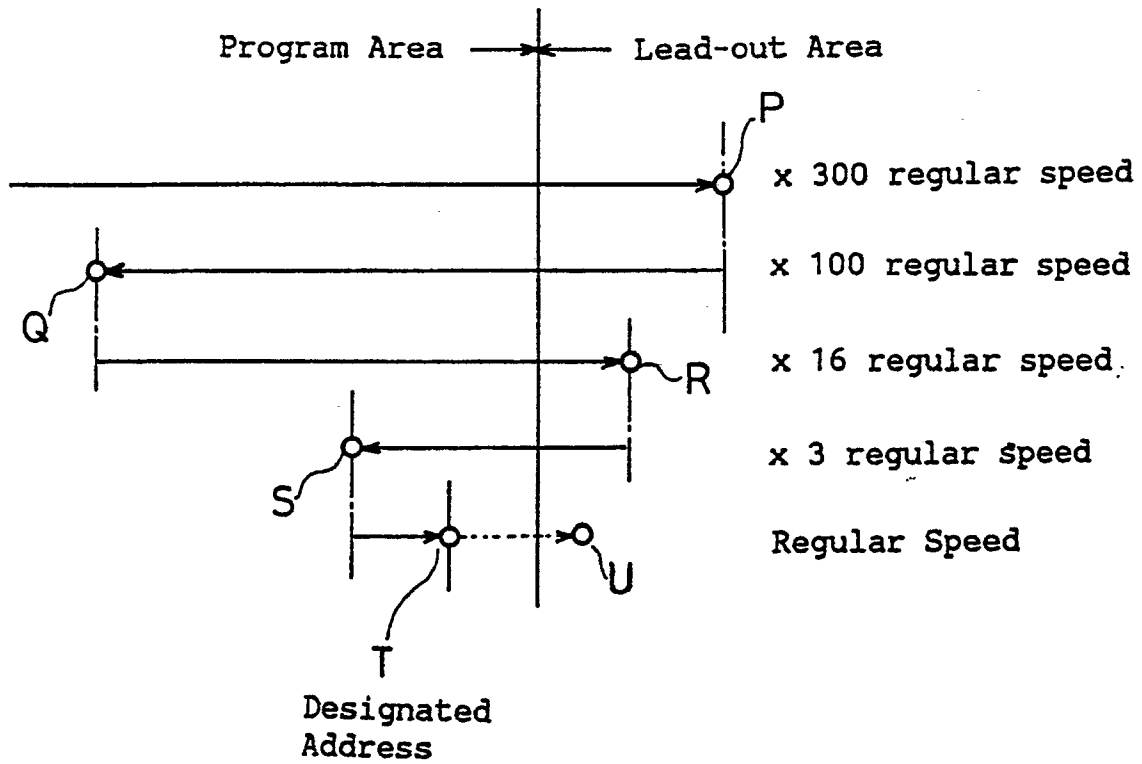 Program Area
Lead-out Area
P
x 300 regular speed
x 100 regular speed
Q
x 16 regular speed
R
x 3 regular speed
S
Regular Speed
U
T
Designated
Address